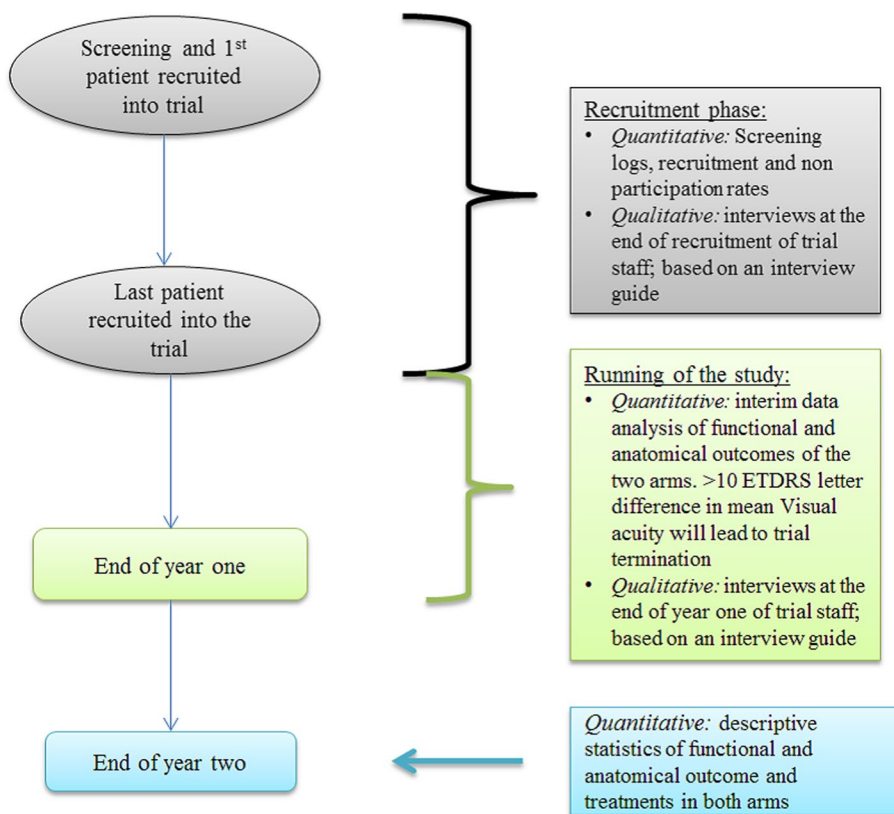 Screening and 1st
patient recruited
into trial
Last patient
recruited into the
trial
End of year one
End of year two
Recruitment phase:
• Quantitative: Screening
logs, recruitment and non
participation rates
• Qualitative: interviews at the
end of recruitment of trial
staff; based on an interview
guide
Running of the study:
• Quantitative: interim data
analysis of functional and
anatomical outcomes of the
two arms. >10 ETDRS letter
difference in mean Visual
acuity will lead to trial
termination
• Qualitative: interviews at the
end of year one of trial staff;
based on an interview guide
Quantitative: descriptive
statistics of functional and
anatomical outcome and
treatments in both arms